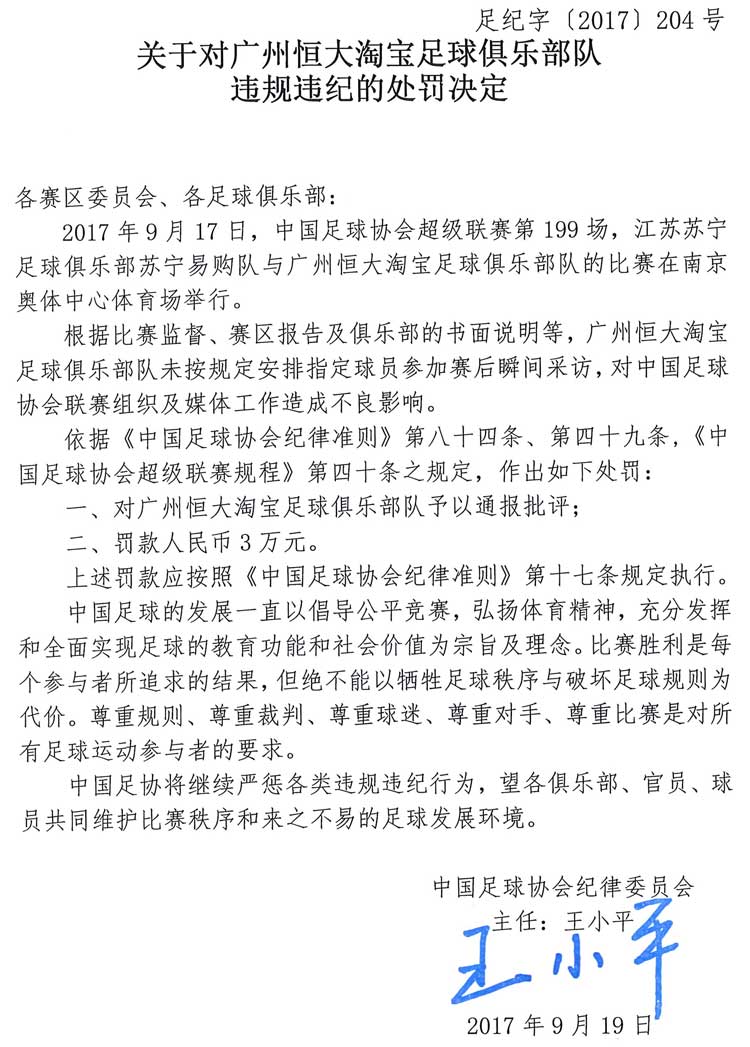 足纪字〔2017〕204号
关于对广州恒大淘宝足球俱乐部队
违规违纪的处罚决定
各赛区委员会、各足球俱乐部：
2017年9月17日，中国足球协会超级联赛第199场，江苏苏宁
足球俱乐部苏宁易购队与广州恒大淘宝足球俱乐部队的比赛在南京
奥体中心体育场举行。
根据比赛监督、赛区报告及俱乐部的书面说明等，广州恒大淘宝
足球俱乐部队未按规定安排指定球员参加赛后瞬间采访，对中国足球
协会联赛组织及媒体工作造成不良影响。
依据《中国足球协会纪律准则》第八十四条、第四十九条，《中
国足球协会超级联赛规程》第四十条之规定，作出如下处罚：
一、对广州恒大淘宝足球俱乐部队予以通报批评；
二、罚款人民币3万元。
上述罚款应按照《中国足球协会纪律准则》第十七条规定执行。
中国足球的发展一直以倡导公平竞赛，弘扬体育精神，充分发挥
和全面实现足球的教育功能和社会价值为宗旨及理念。比赛胜利是每
个参与者所追求的结果，但绝不能以牺牲足球秩序与破坏足球规则为
代价。尊重规则、尊重裁判、尊重球迷、尊重对手、尊重比赛是对所
有足球运动参与者的要求。
中国足协将继续严惩各类违规违纪行为，望各俱乐部、官员、球
员共同维护比赛秩序和来之不易的足球发展环境。
中国足球协会纪律委员会
主任：王小平
王小平
2017年9月19日